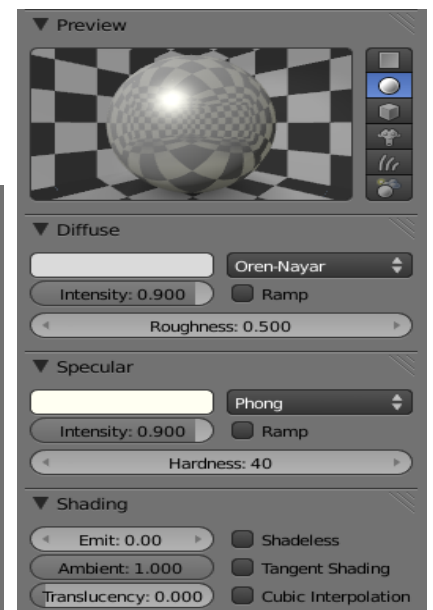 Preview
Diffuse
Oren-Nayar
Intensity: 0.900 Ramp
Roughness: 0.500
Specular
Phong
Intensity: 0.900 Ramp
Hardness: 40
Shading
Emit: 0.00 Shadeless
Ambient: 1.000 Tangent Shading
Translucency: 0.000 Cubic Interpolation